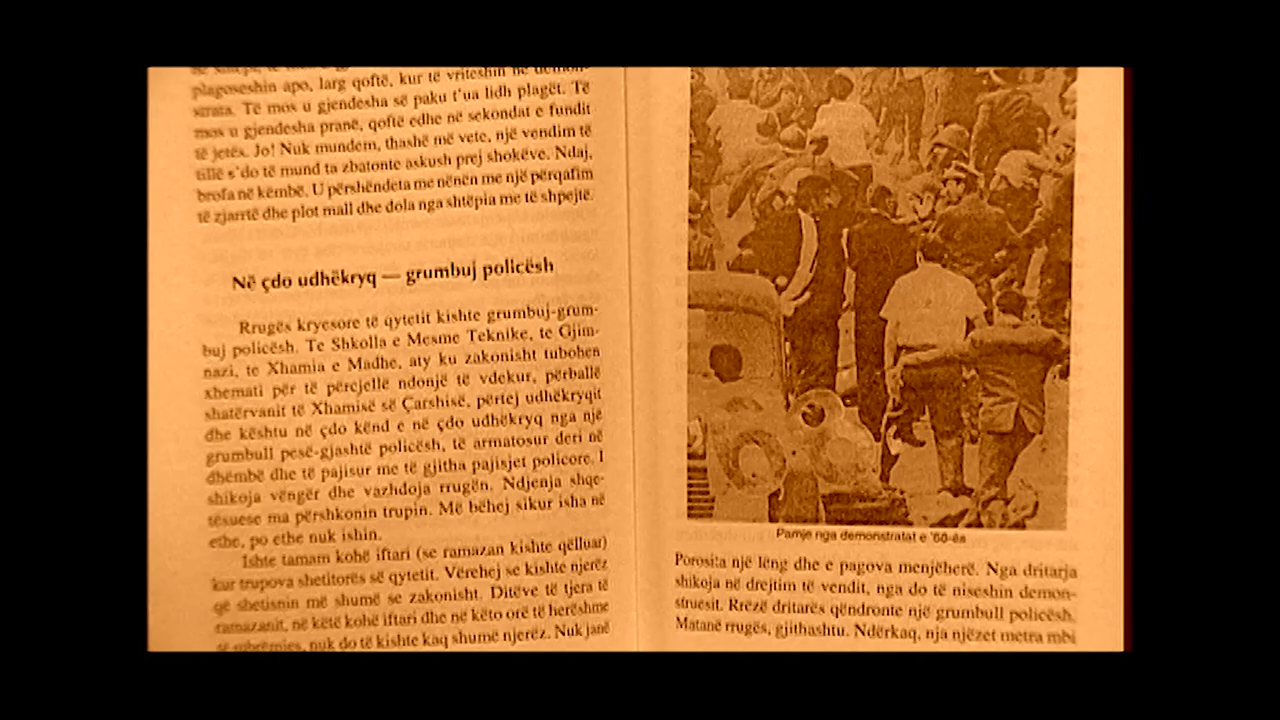 plagoseshin apo, larg qoftë, kur të vriteshin në demon-
strata. Të mos u gjendesha së paku t'ua lidh plagët. Të
mos u gjendesha pranë, qoftë edhe në sekondat e fundit
të jetës. Jo! Nuk mundem, thashë më vete, një vendim të
tillë s'do të mund ta zbatonte askush prej shokëve. Ndaj,
brofa në këmbë. U përshëndeta me nënën me një përqafim
të zjarrtë dhe plot mall dhe dola nga shtëpia me të shpejtë.
Në çdo udhëkryq — grumbuj policësh
Rrugës kryesore të qytetit kishte grumbuj-grum-
buj policësh. Te Shkolla e Mesme Teknike, te Gjim-
nazi, te Xhamia e Madhe, aty ku zakonisht tubohen
xhemati për të përcjellë ndonjë të vdekur, përballë
shatërvanit të Xhamisë së Çarshisë, përtej udhëkryqit
dhe kështu në çdo kënd e në çdo udhëkryq nga një
grumbull pesë-gjashtë policësh, të armatosur deri në
dhëmbë dhe të pajisur me të gjitha pajisjet policore. I
shikoja vëngër dhe vazhdoja rrugën. Ndjenja shqe-
tësuese ma përshkonin trupin. Më bëhej sikur isha në
ethe, po ethe nuk ishin.
Ishte tamam kohë iftari (se ramazan kishte qëlluar)
kur trupova shetitorës së qytetit. Vërehej se kishte njerëz
që shetisnin më shumë se zakonisht. Ditëve të tjera të
ramazanit, në këtë kohë iftari dhe në këto orë të hershme
të mbrëmjes, nuk do të kishte kaq shumë njerëz. Nuk janë
Pamje nga demonstratat e '68-ës
Porosita një lëng dhe e pagova menjëherë. Nga dritarja
shikoja në drejtim të vendit, nga do të niseshin demon-
struesit. Rrëzë dritarës qëndronte një grumbull policësh.
Matanë rrugës, gjithashtu. Ndërkaq, nja njëzet metra mbi